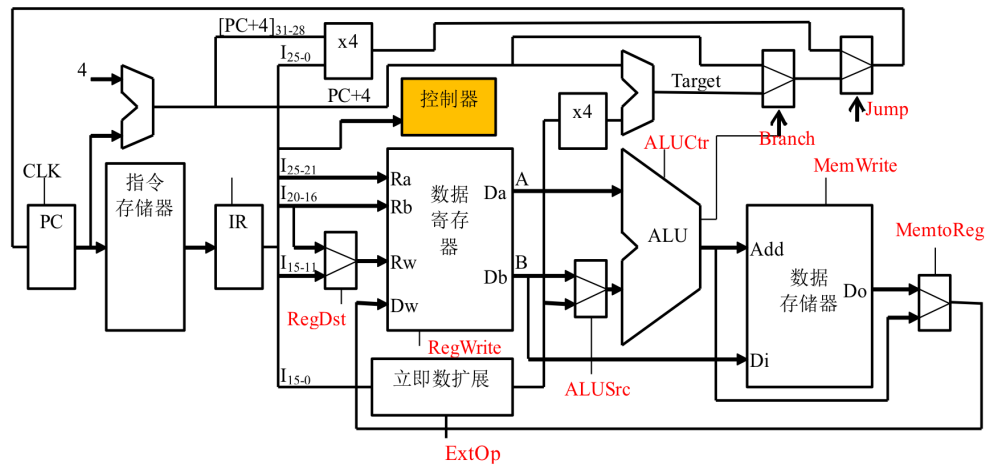 [PC+4]31-28
x4
I25-0
4
PC+4
控制器
Target
x4
Jump
Branch
ALUCtr
CLK
PC
指令
存储器
IR
I25-21
I20-16
I15-11
Ra
Rb
Rw
Dw
数据
寄存
器
Da
Db
A
B
ALU
MemWrite
MemtoReg
Add
数据
存储器
Do
Di
RegDst
RegWrite
ALUSrc
I15-0
立即数扩展
ExtOp